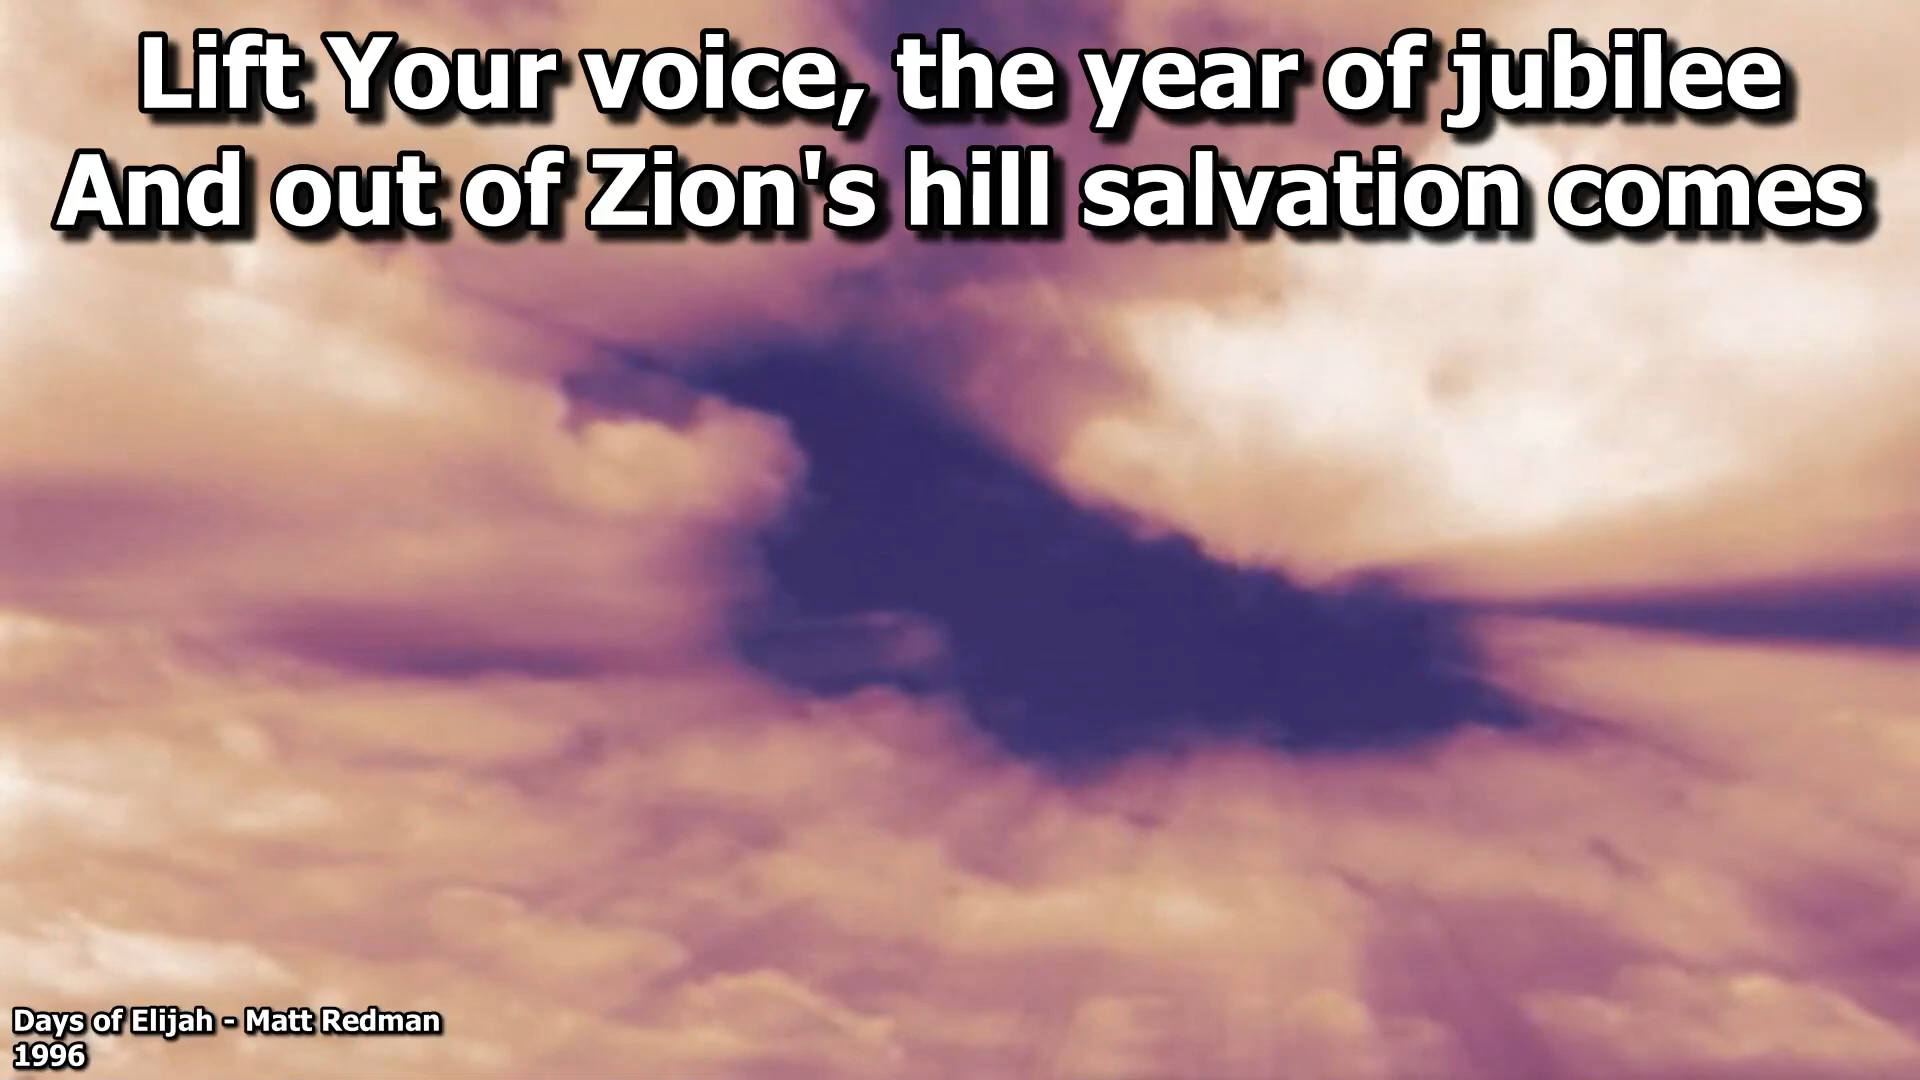 Lift Your voice, the year of jubilee
And out of Zion's hill salvation comes
Days of Elijah - Matt Redman
1996